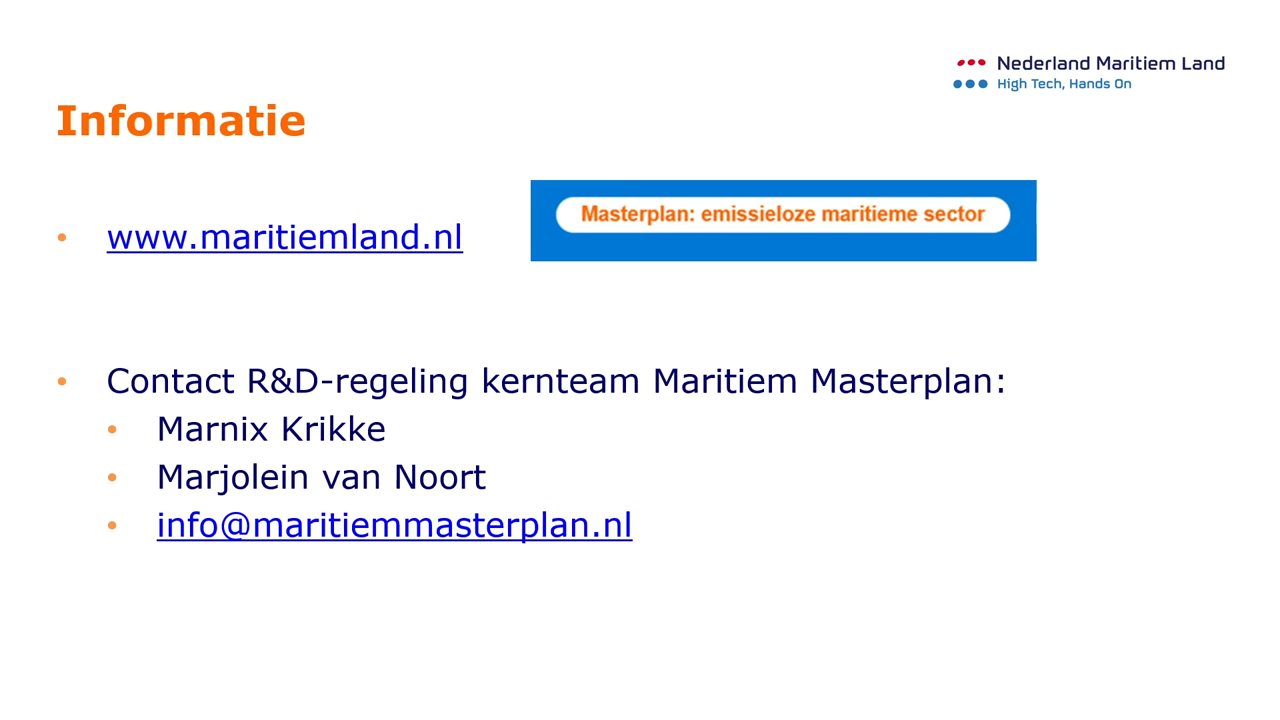 Nederland Maritiem Land
High Tech, Hands On
Informatie
• www.maritiemland.nl
Masterplan: emissieloze maritieme sector
• Contact R&D-regeling kernteam Maritiem Masterplan:
• Marnix Krikke
• Marjolein van Noort
• info@maritiemmasterplan.nl